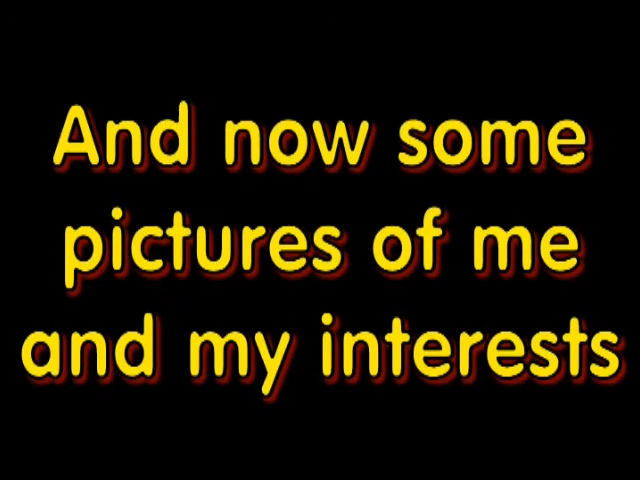 And now some
pictures of me
and my interests